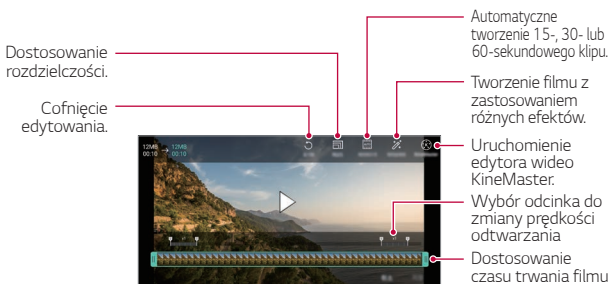 Dostosowanie
rozdzielczości.
Cofnięcie
edytowania.
12MB
00:10
12MB
00:10
Automatyczne
tworzenie 15-, 30- lub
60-sekundowego klipu.
Tworzenie filmu z
zastosowaniem
różnych efektów.
Uruchomienie
edytora wideo
KineMaster.
Wybór odcinka do
zmiany prędkości
odtwarzania
Dostosowanie
czasu trwania filmu